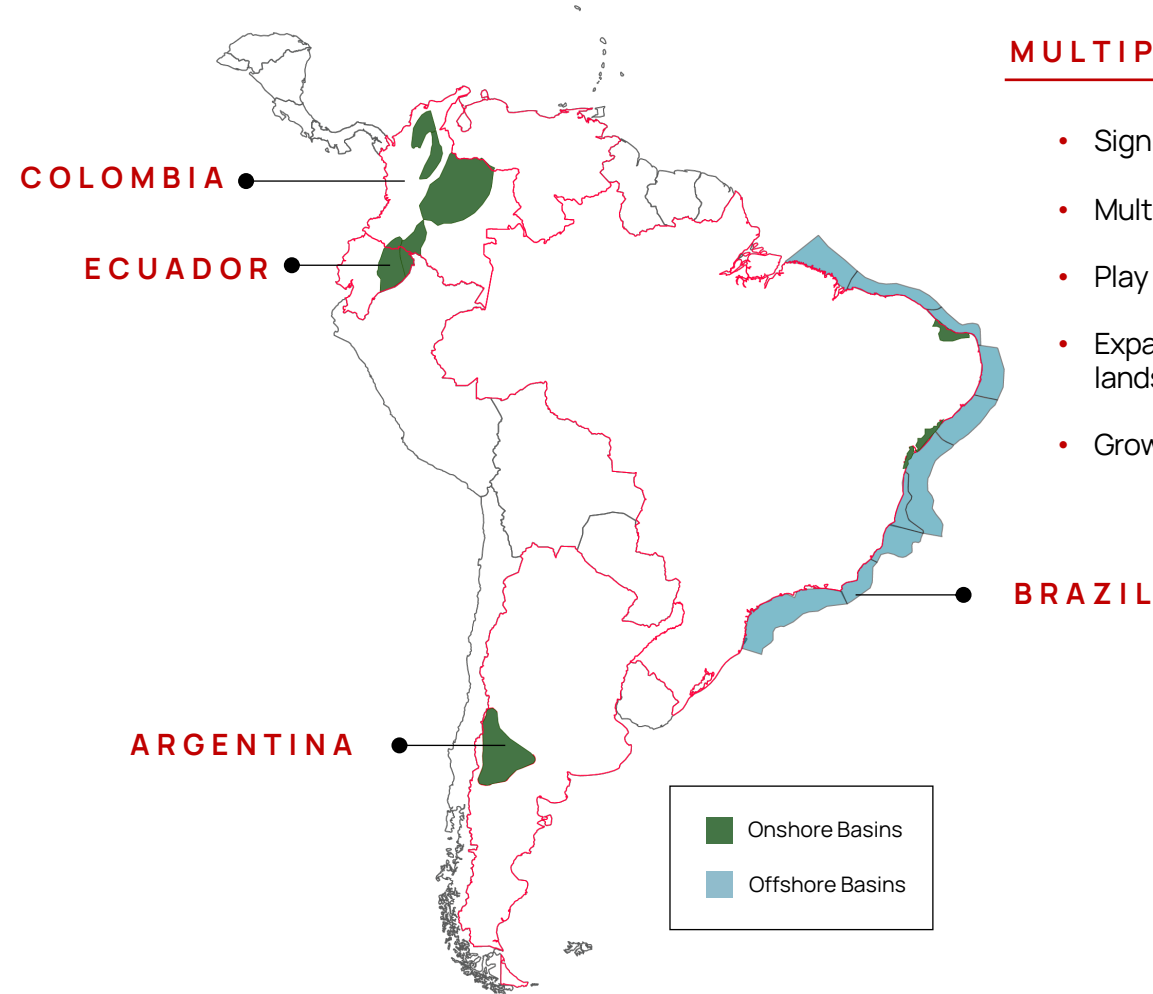 MULTIP
• Sign
• Mult
• Play
• Expa
lands
• Grow
COLOMBIA
ECUADOR
BRAZIL
ARGENTINA
Onshore Basins
Offshore Basins